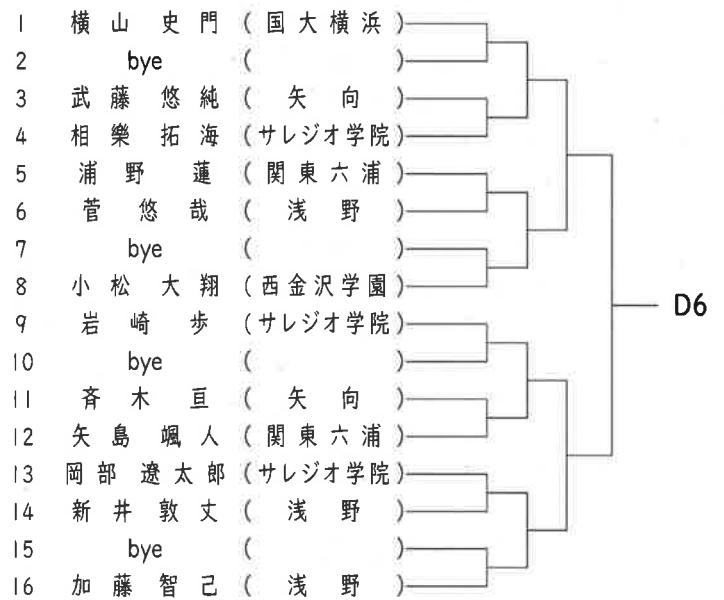 1 横山 史門 (国大横浜)
2 bye ( )
3 武藤 悠純 (矢向)
4 相樂 拓海 (サレジオ学院)
5 浦野 蓮 (関東六浦)
6 菅 悠哉 (浅野)
7 bye ( )
8 小松 大翔 (西金沢学園)
9 岩崎 歩 (サレジオ学院)
10 bye ( )
11 斉木 亘 (矢向)
12 矢島 颯人 (関東六浦)
13 岡部 遼太郎 (サレジオ学院)
14 新井 敦丈 (浅野)
15 bye ( )
16 加藤 智己 (浅野)
D6